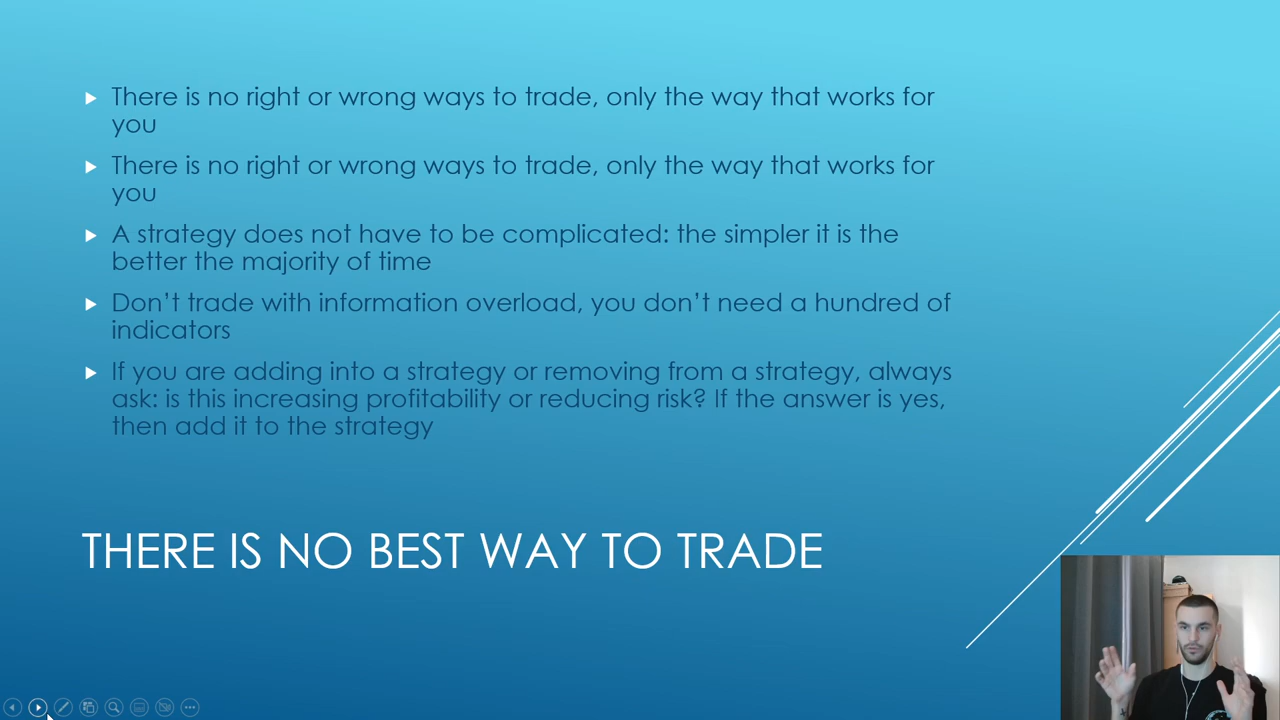 There is no right or wrong ways to trade, only the way that works for
you
There is no right or wrong ways to trade, only the way that works for
you
A strategy does not have to be complicated: the simpler it is the
better the majority of time
Don’t trade with information overload, you don’t need a hundred of
indicators
If you are adding into a strategy or removing from a strategy, always
ask: is this increasing profitability or reducing risk? If the answer is yes,
then add it to the strategy
THERE IS NO BEST WAY TO TRADE